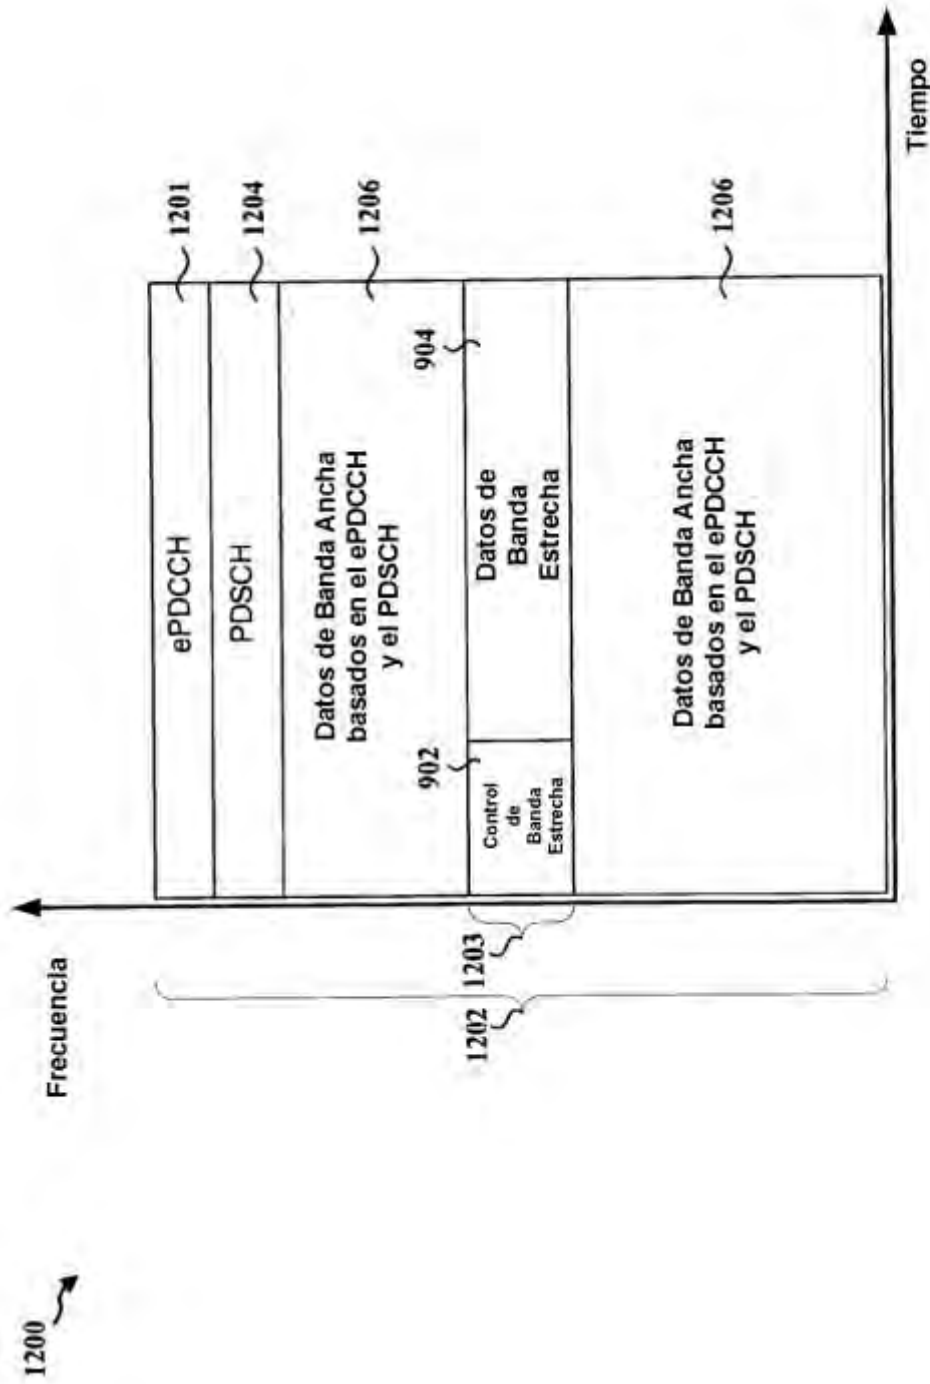 1200
Frecuencia
ePDCCH
1201
PDSCH
1204
Datos de Banda Ancha
basados en el ePDCCH
y el PDSCH
1206
902
904
1202
1203
Control
de
Banda
Estrecha
Datos de
Banda
Estrecha
Datos de Banda Ancha
basados en el ePDCCH
y el PDSCH
1206
Tiempo